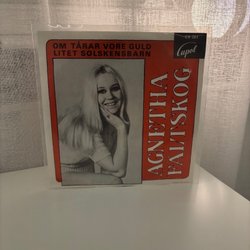 OM TÅRAR VORE GULD
LITET SOLSKENSBARN
Cupol
AGNETHA
FÄLTSKOG